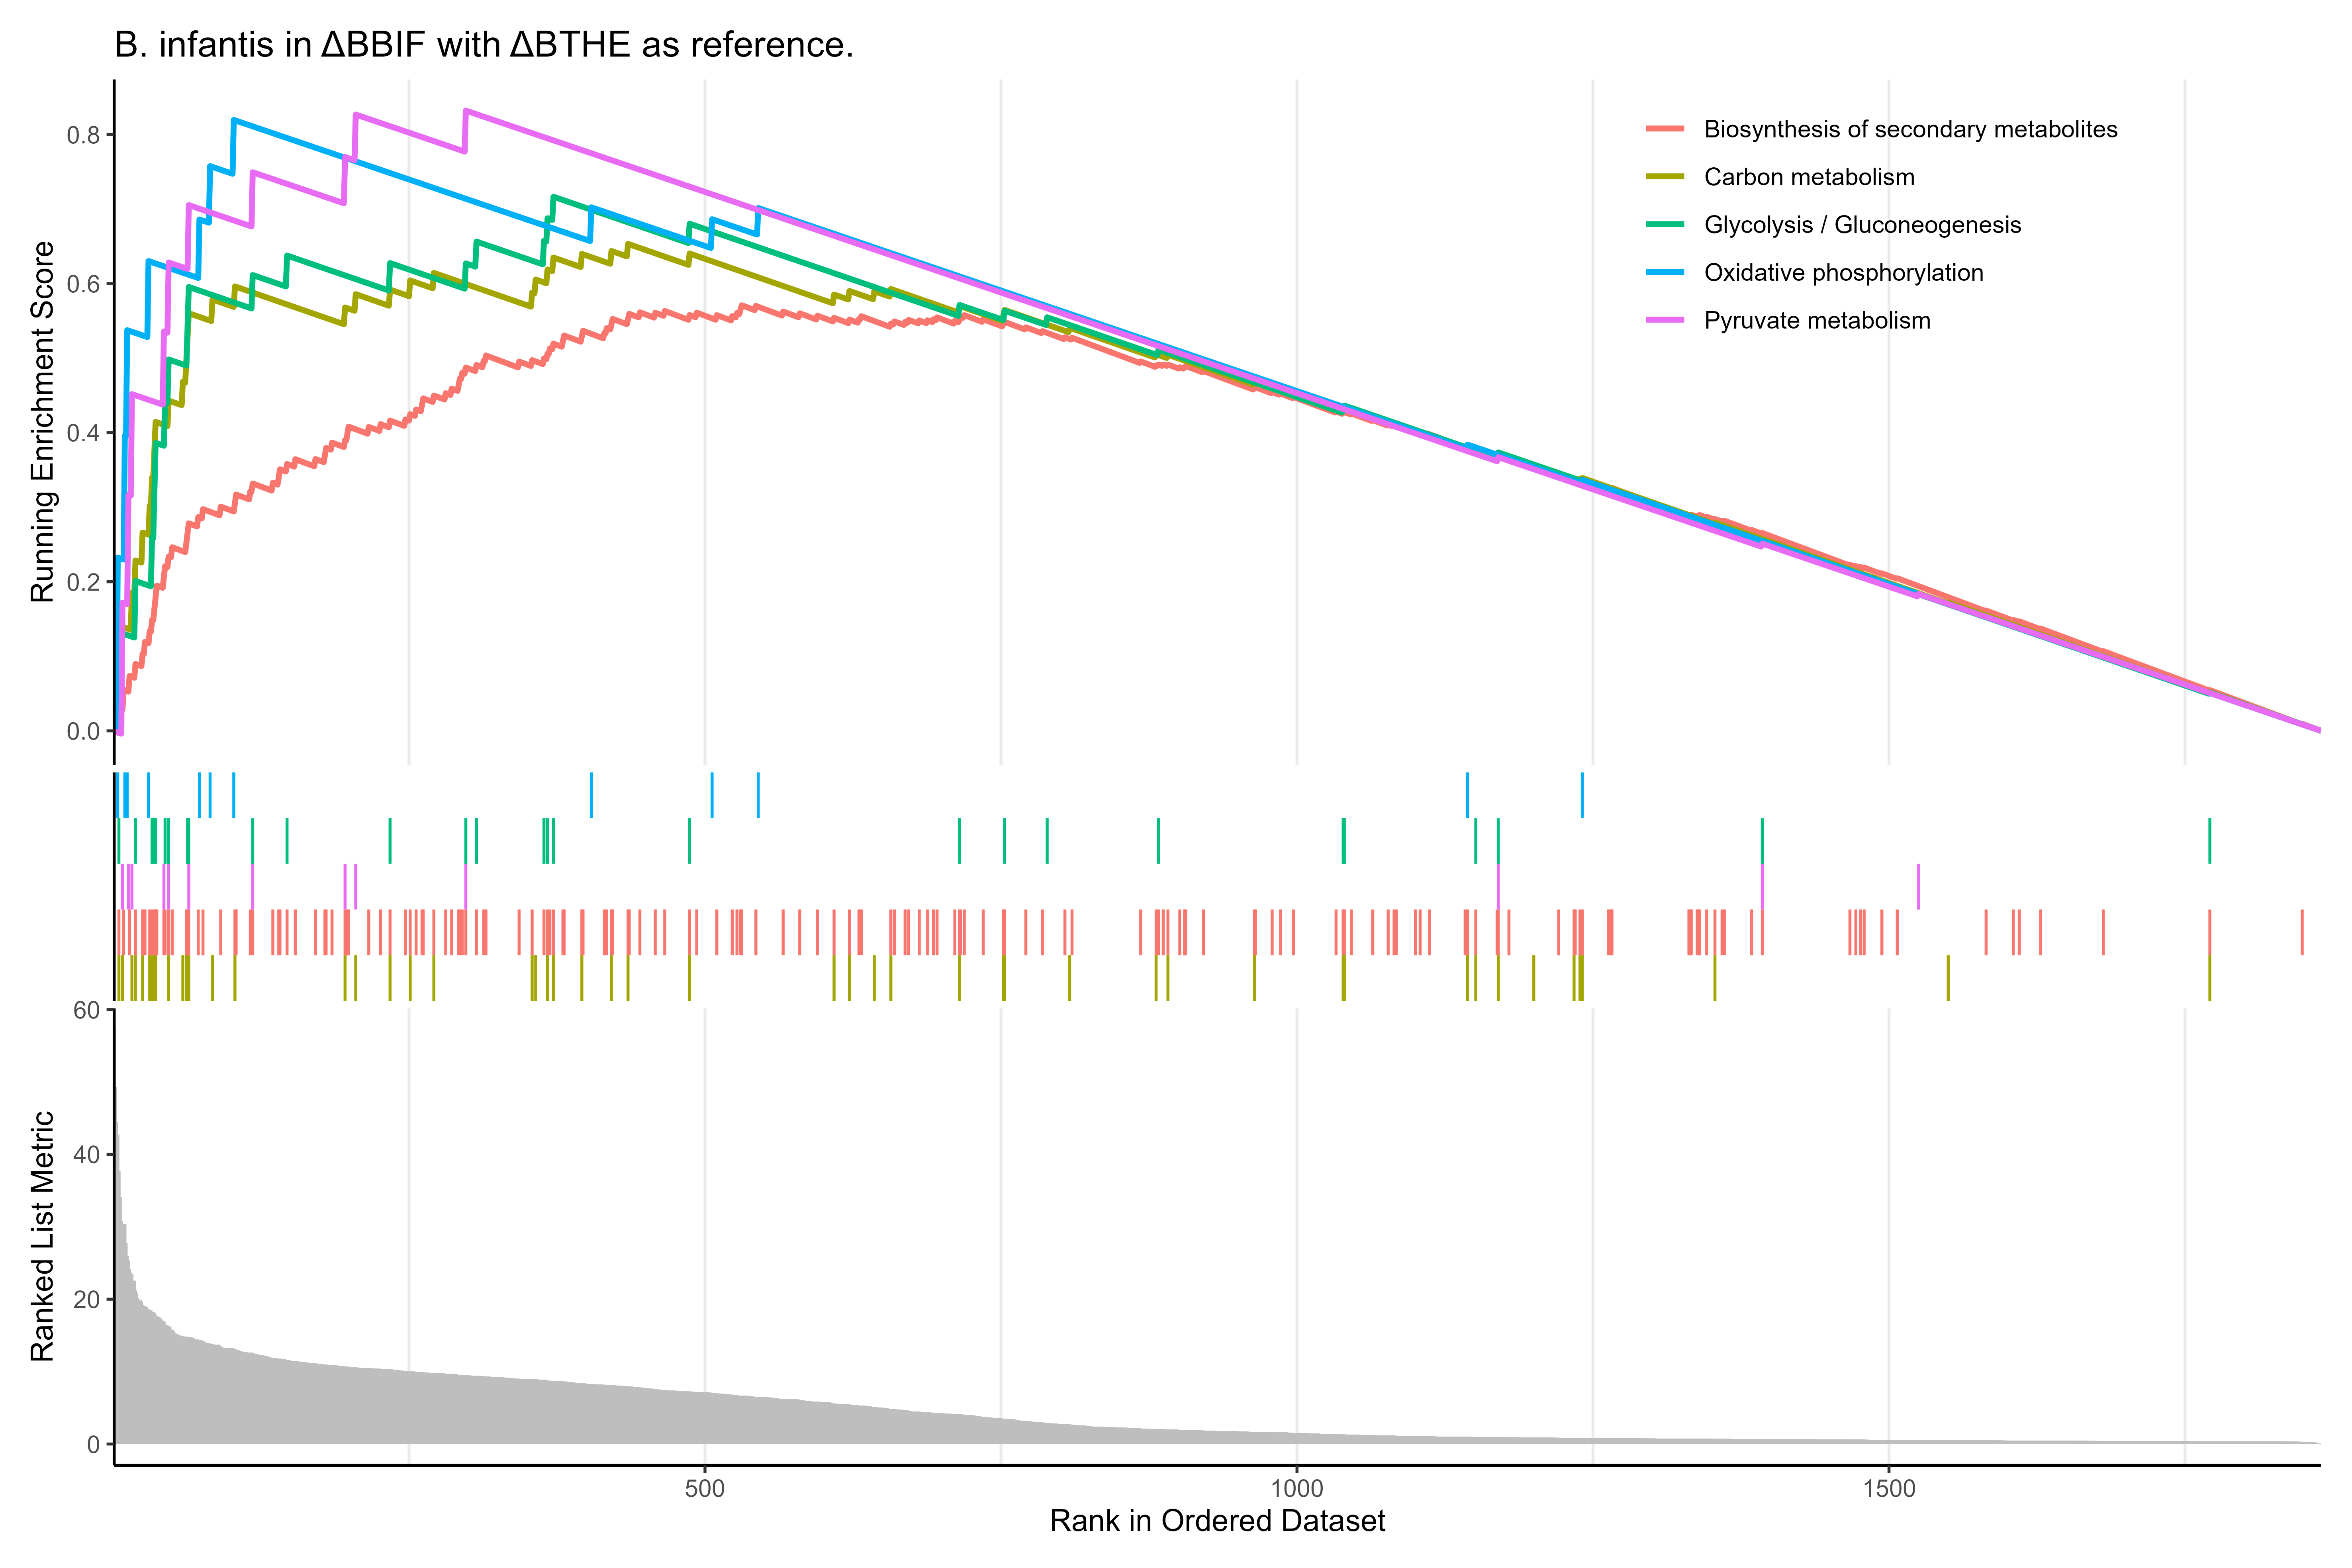 B. infantis in ΔBBIF with ΔBTHE as reference.
Running Enrichment Score
0.8
0.6
0.4
0.2
0.0
Biosynthesis of secondary metabolites
Carbon metabolism
Glycolysis / Gluconeogenesis
Oxidative phosphorylation
Pyruvate metabolism
Ranked List Metric
60
40
20
0
500
1000
1500
Rank in Ordered Dataset